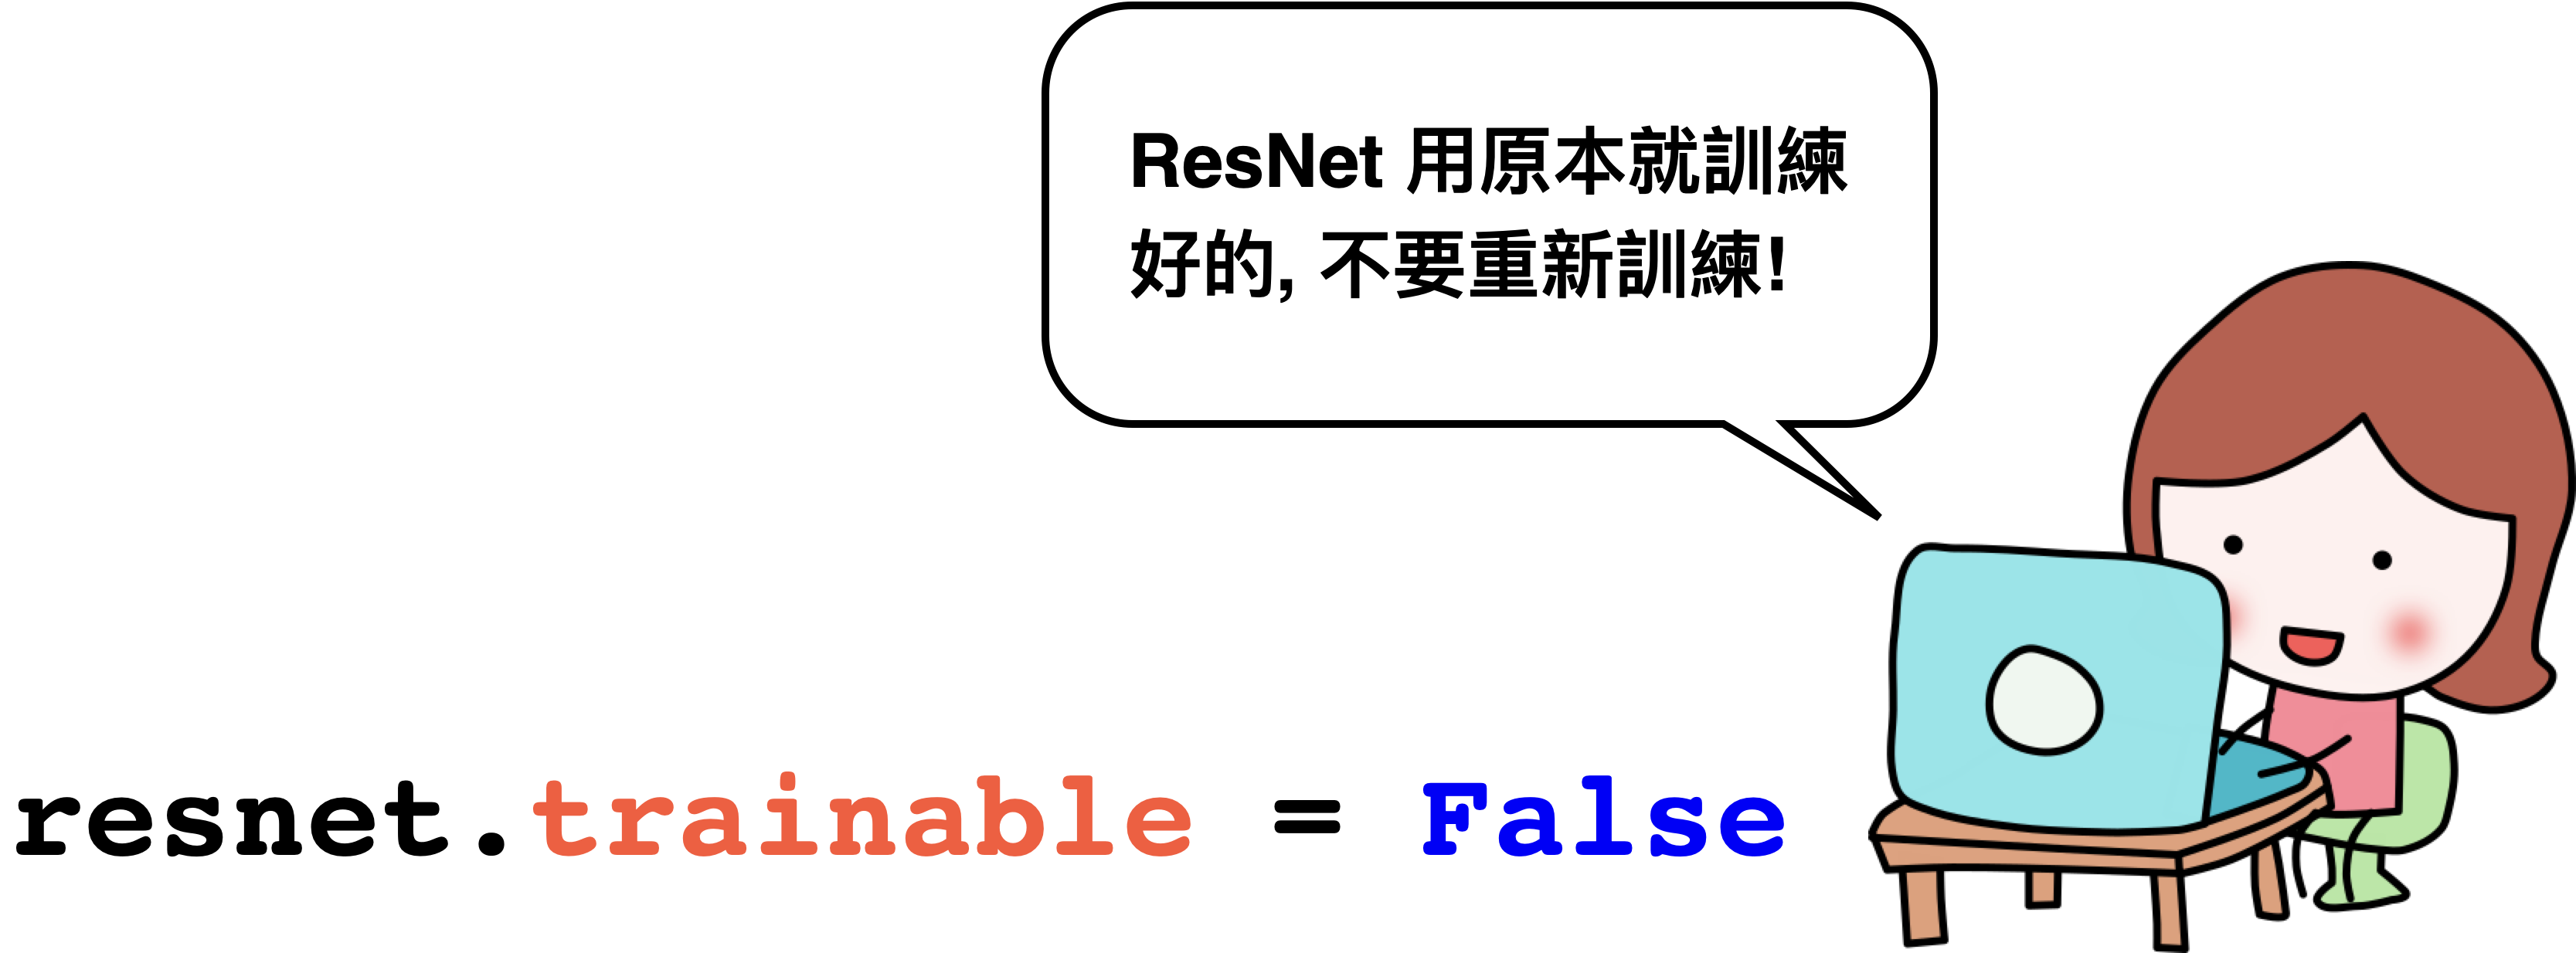 ResNet 用原本就訓練
好的, 不要重新訓練!
resnet.trainable = False